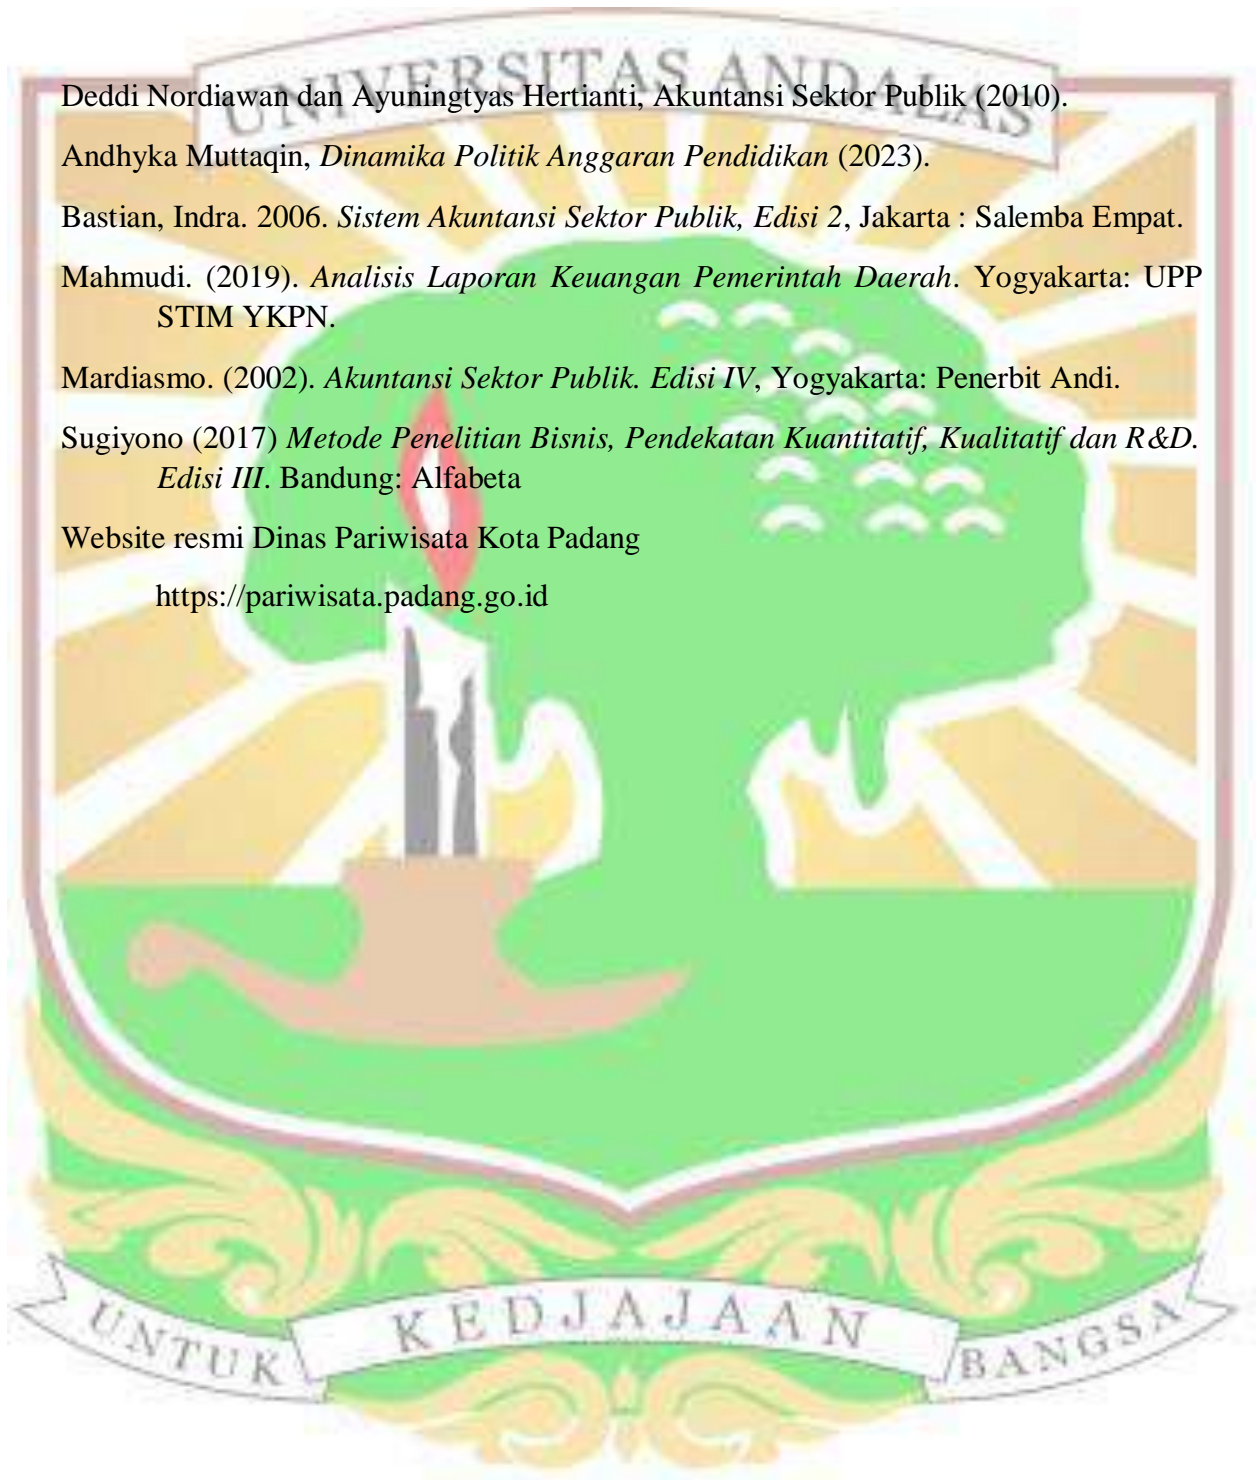 UNIVERSITAS ANDALAS
Deddi Nordiawan dan Ayuningtyas Hertianti, Akuntansi Sektor Publik (2010).
Andhyka Muttaqin, Dinamika Politik Anggaran Pendidikan (2023).
Bastian, Indra. 2006. Sistem Akuntansi Sektor Publik, Edisi 2, Jakarta : Salemba Empat.
Mahmudi. (2019). Analisis Laporan Keuangan Pemerintah Daerah. Yogyakarta: UPP
STIM YKPN.
Mardiasmo. (2002). Akuntansi Sektor Publik. Edisi IV, Yogyakarta: Penerbit Andi.
Sugiyono (2017) Metode Penelitian Bisnis, Pendekatan Kuantitatif, Kualitatif dan R&D.
Edisi III. Bandung: Alfabeta
Website resmi Dinas Pariwisata Kota Padang
https://pariwisata.padang.go.id
UNTUK KEDJAJAAN BANGSA